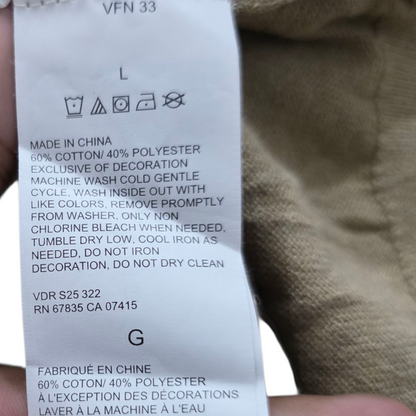 VFN 33
L
MADE IN CHINA
60% COTTON/ 40% POLYESTER
EXCLUSIVE OF DECORATION
MACHINE WASH COLD GENTLE
CYCLE, WASH INSIDE OUT WITH
LIKE COLORS, REMOVE PROMPTLY
FROM WASHER, ONLY NON
CHLORINE BLEACH WHEN NEEDED,
TUMBLE DRY LOW, COOL IRON AS
NEEDED, DO NOT IRON
DECORATION, DO NOT DRY CLEAN
VDR S25 322
RN 67835 CA 07415
G
FABRIQUÉ EN CHINE
60% COTTON/ 40% POLYESTER
À L'EXCEPTION DES DÉCORATIONS
LAVER À LA MACHINE À L'EAU